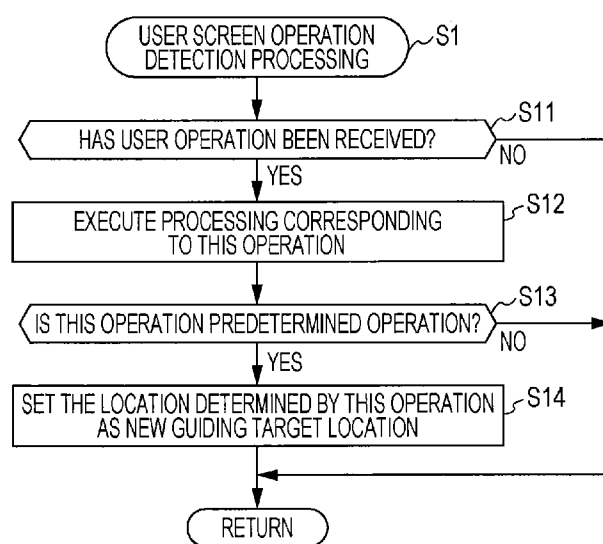 USER SCREEN OPERATION
DETECTION PROCESSING
S1
HAS USER OPERATION BEEN RECEIVED?
S11
NO
YES
EXECUTE PROCESSING CORRESPONDING
TO THIS OPERATION
S12
IS THIS OPERATION PREDETERMINED OPERATION?
S13
NO
YES
SET THE LOCATION DETERMINED BY THIS OPERATION
AS NEW GUIDING TARGET LOCATION
S14
RETURN